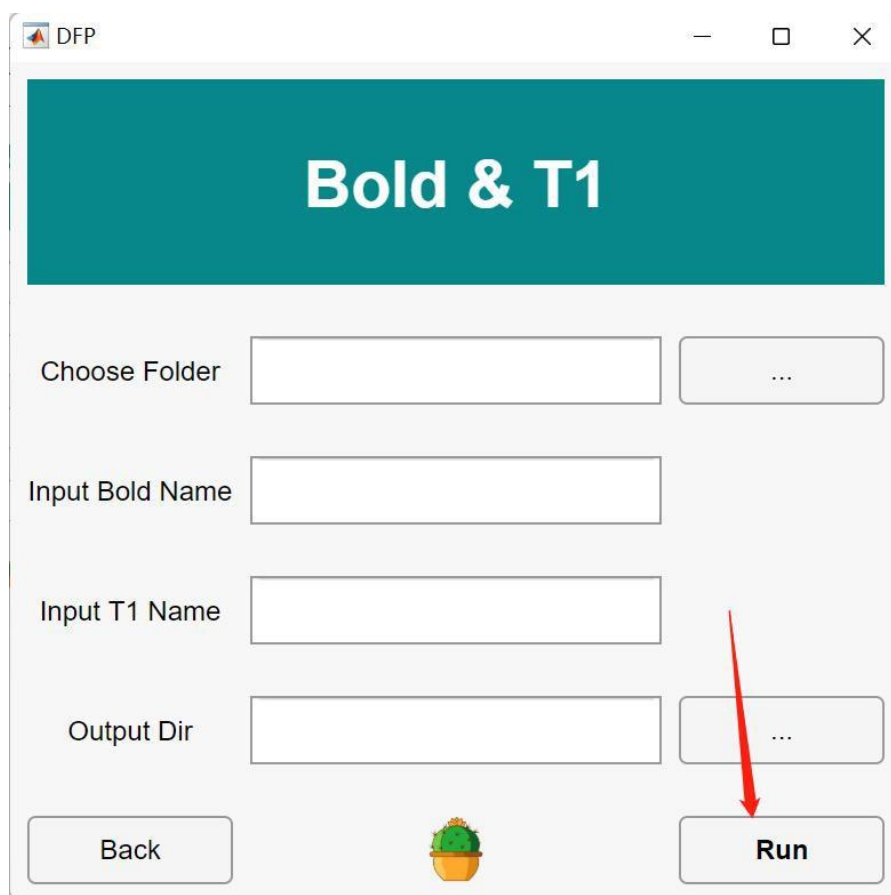 DFP
Bold & T1
Choose Folder
...
Input Bold Name
Input T1 Name
Output Dir
...
Back
Run